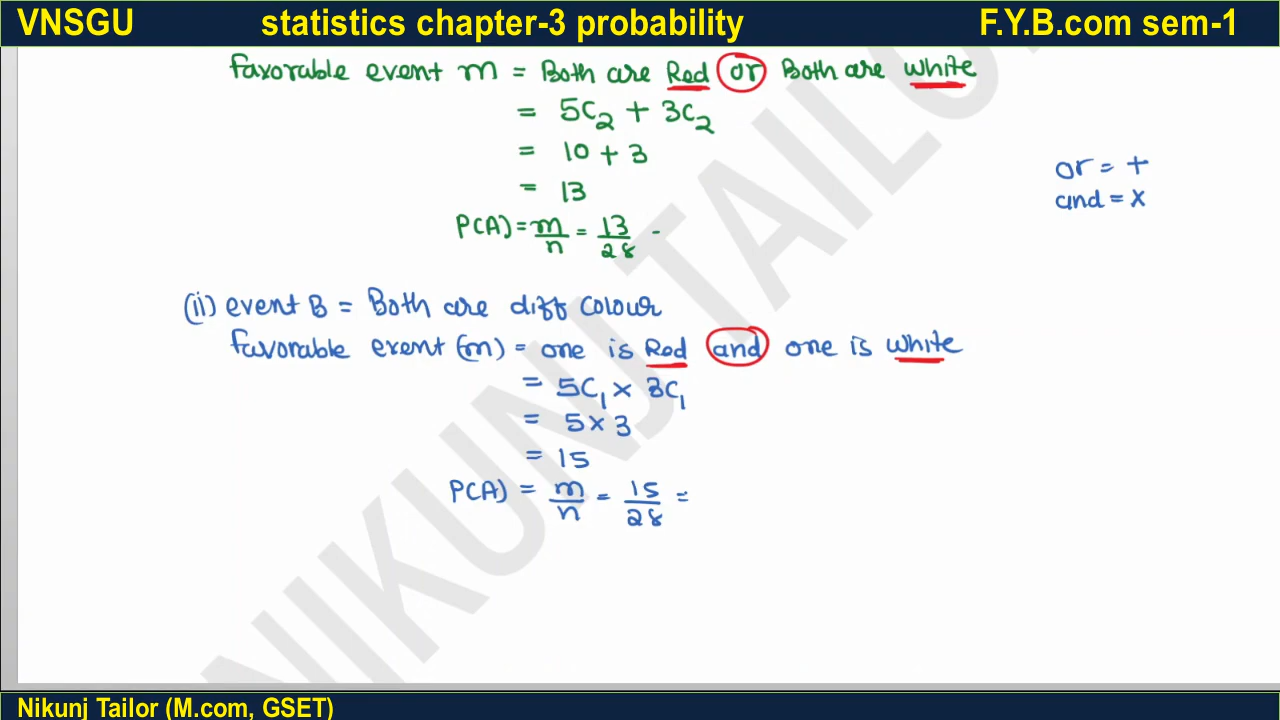 VNSGU statistics chapter-3 probability F.Y.B.com sem-1
favorable event m = Both are Red or Both are white
= 5C₂ + 3C₂
= 10 + 3
= 13
or = +
and = x
P(A) = m/n = 13/28 -
(ii) event B = Both are diff colour
favorable event (m) = one is Red and one is white
= 5C₁ x 3C₁
= 5 x 3
= 15
P(A) = m/n = 15/28 =
NIKUNJ TAILOR
Nikunj Tailor (M.com, GSET)